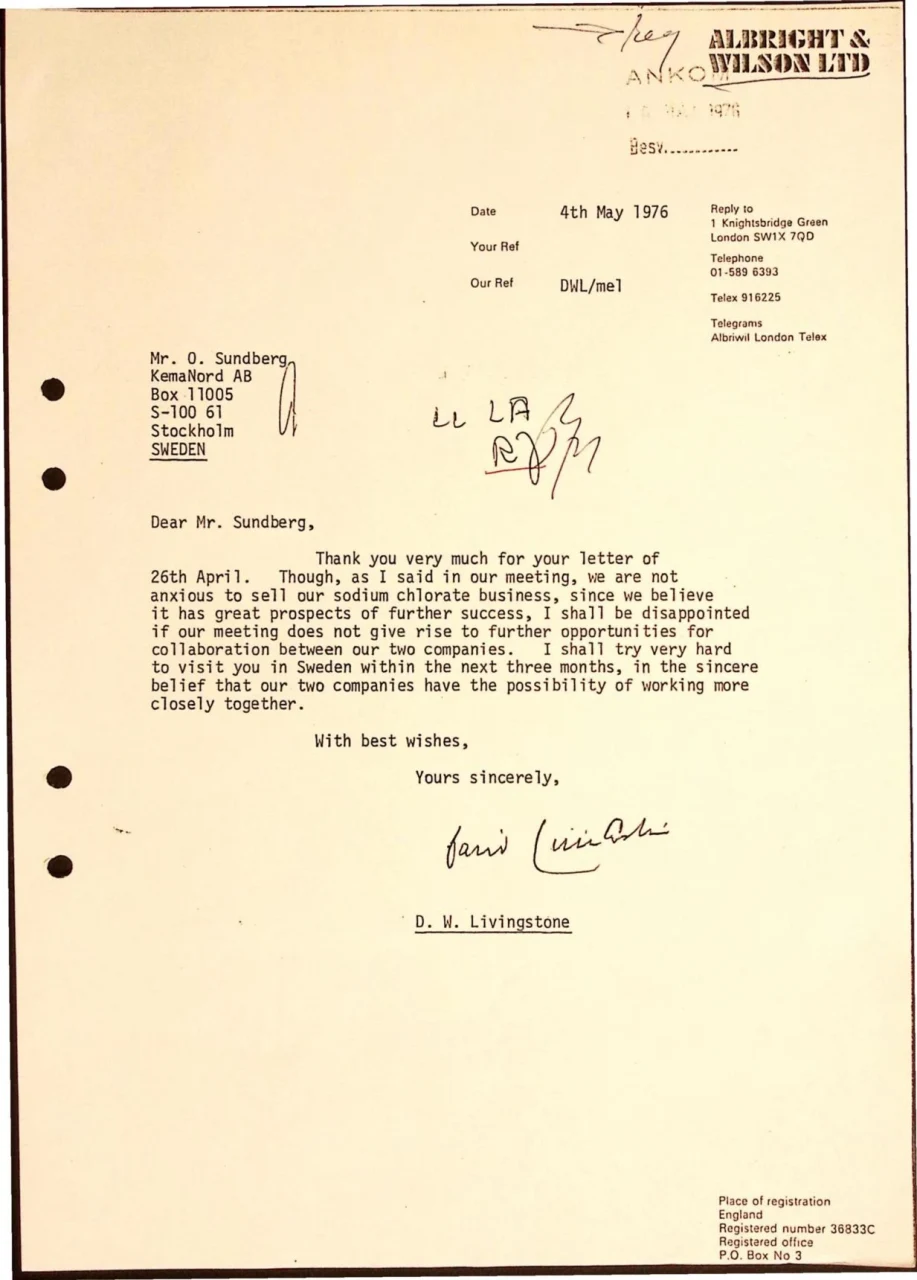 ALBRIGHT &
WILSON LTD
ANKOM
1976
Besv.............
Date 4th May 1976
Your Ref
Our Ref DWL/mel
Reply to
1 Knightsbridge Green
London SW1X 7QD
Telephone
01-589 6393
Telex 916225
Telegrams
Albriwil London Telex
Mr. O. Sundberg
KemaNord AB
Box 11005
S-100 61
Stockholm
SWEDEN
LL LA
Dear Mr. Sundberg,
Thank you very much for your letter of
26th April. Though, as I said in our meeting, we are not
anxious to sell our sodium chlorate business, since we believe
it has great prospects of further success, I shall be disappointed
if our meeting does not give rise to further opportunities for
collaboration between our two companies. I shall try very hard
to visit you in Sweden within the next three months, in the sincere
belief that our two companies have the possibility of working more
closely together.
With best wishes,
Yours sincerely,
D. W. Livingstone
Place of registration
England
Registered number 36833C
Registered office
P.O. Box No 3